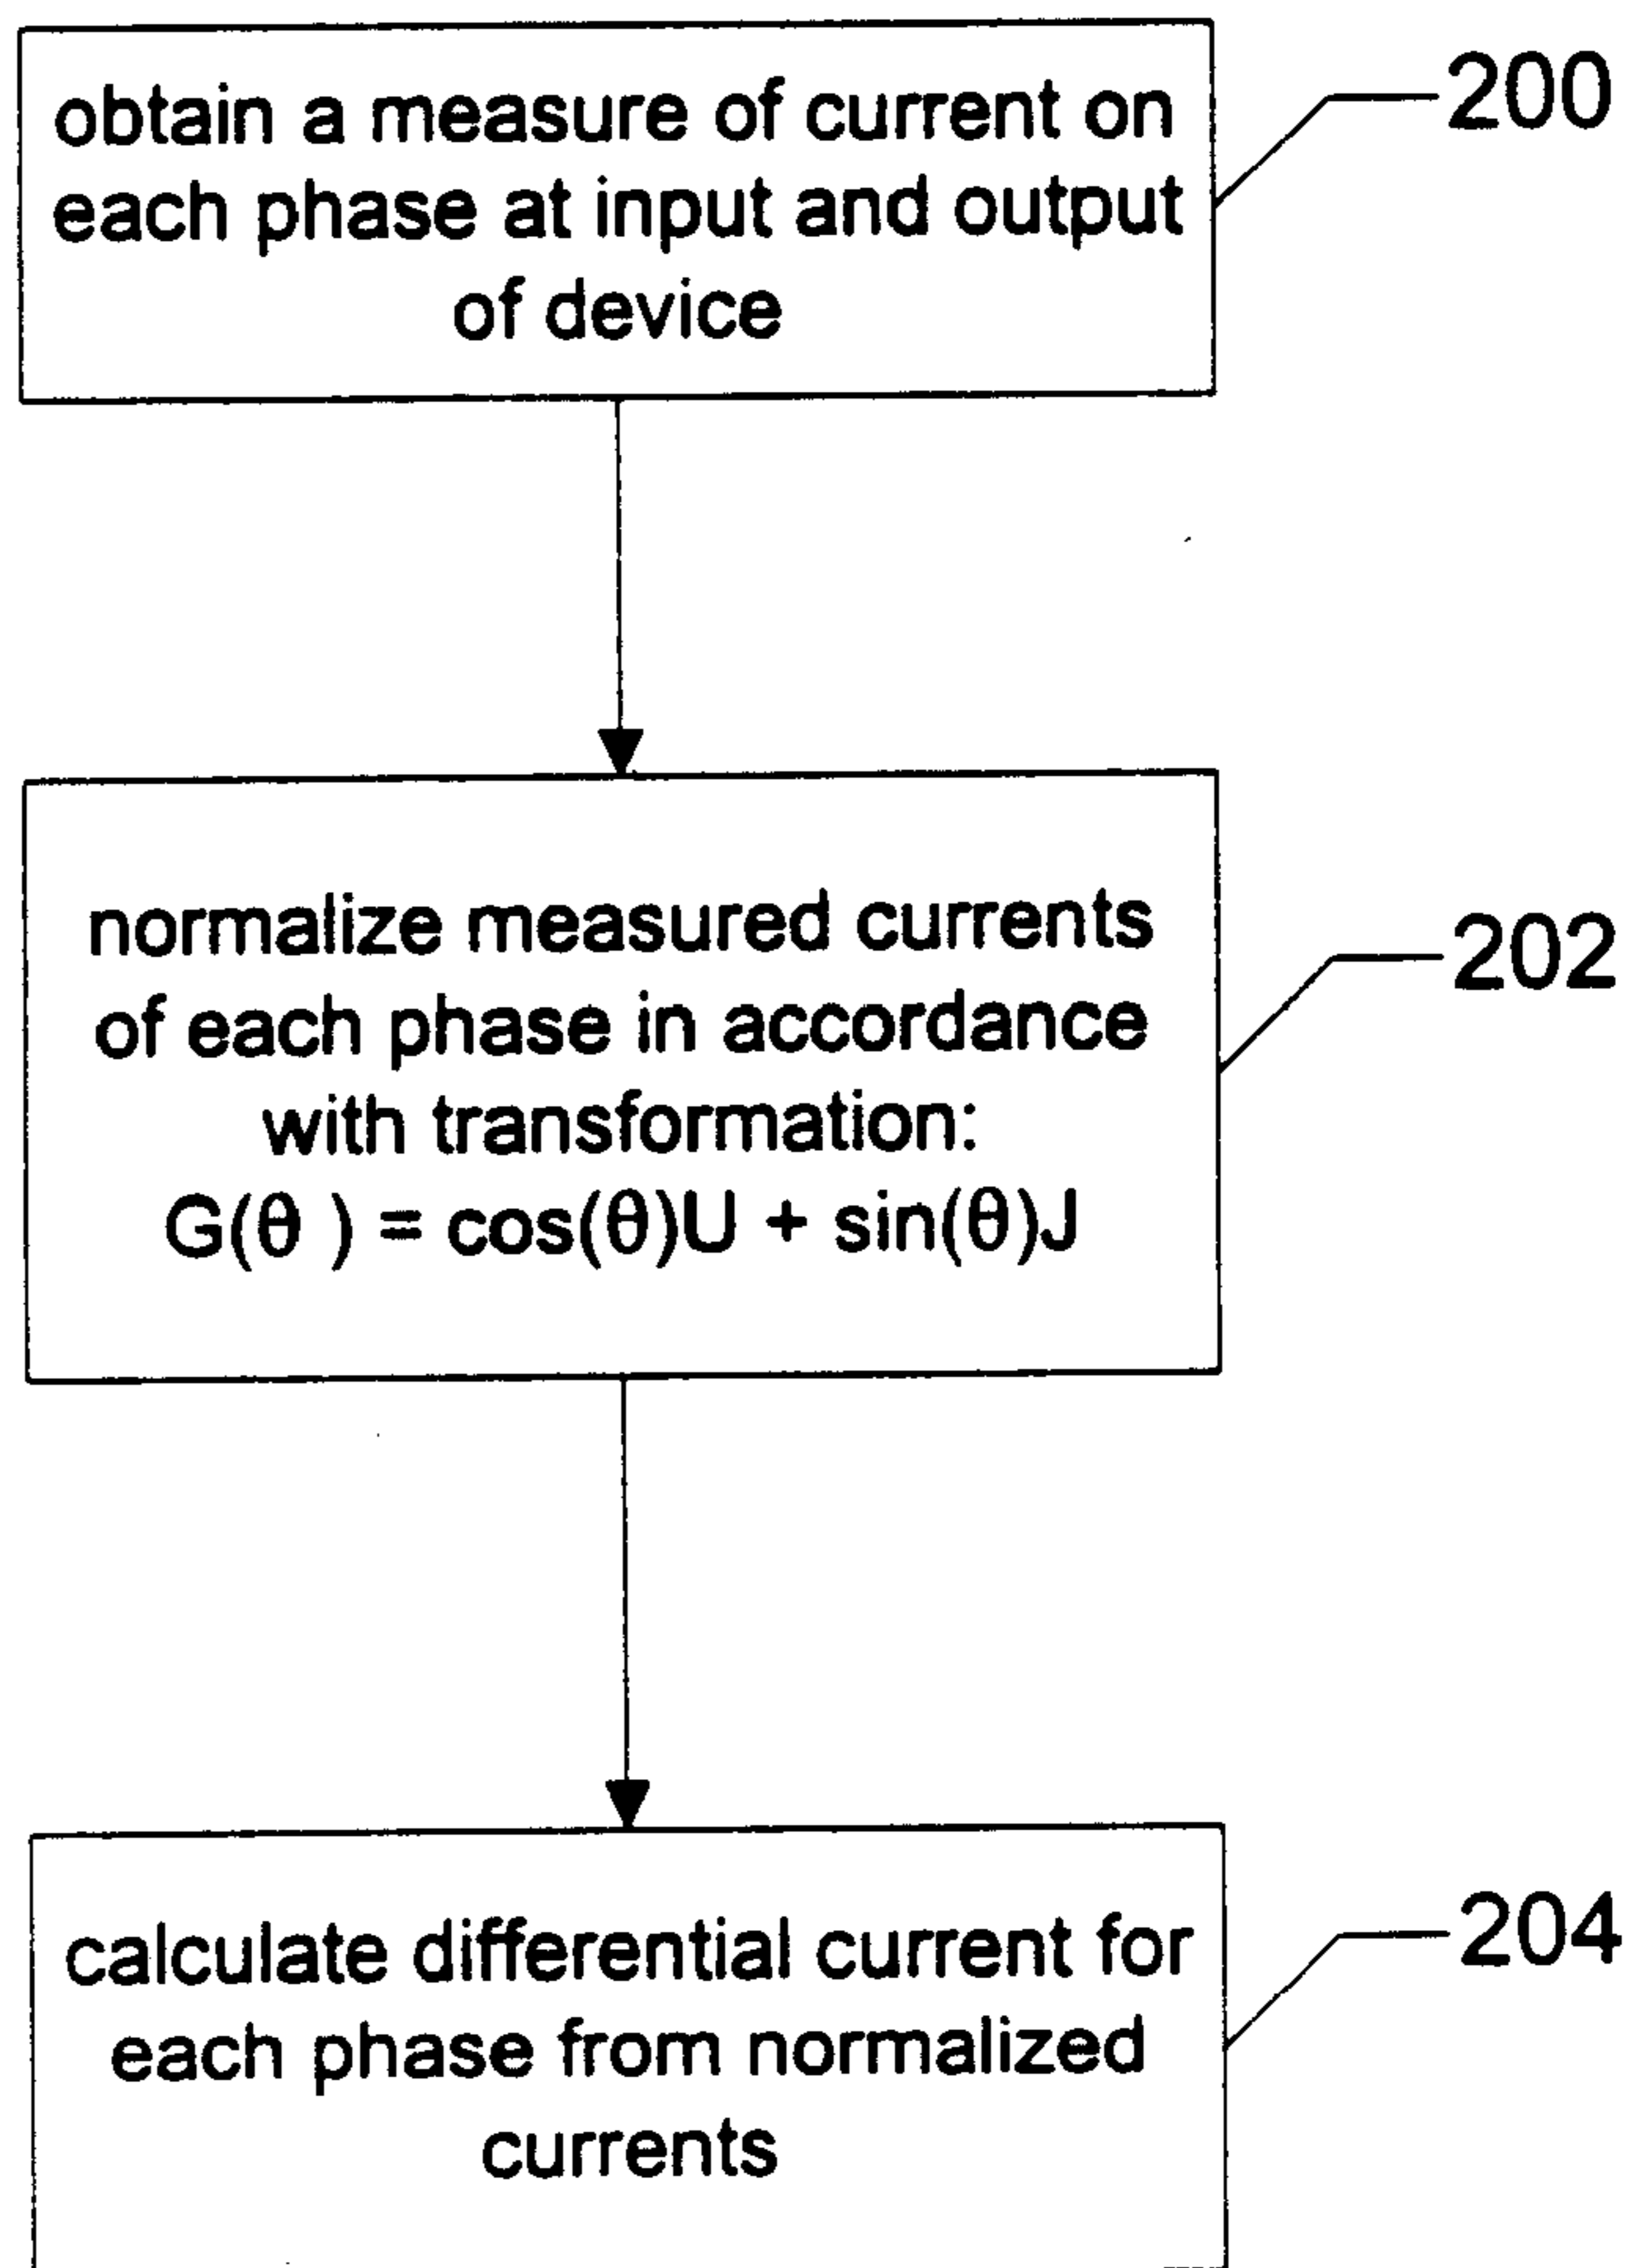 obtain a measure of current on
each phase at input and output
of device
200
normalize measured currents
of each phase in accordance
with transformation:
G(θ ) = cos(θ)U + sin(θ)J
202
calculate differential current for
each phase from normalized
currents
204